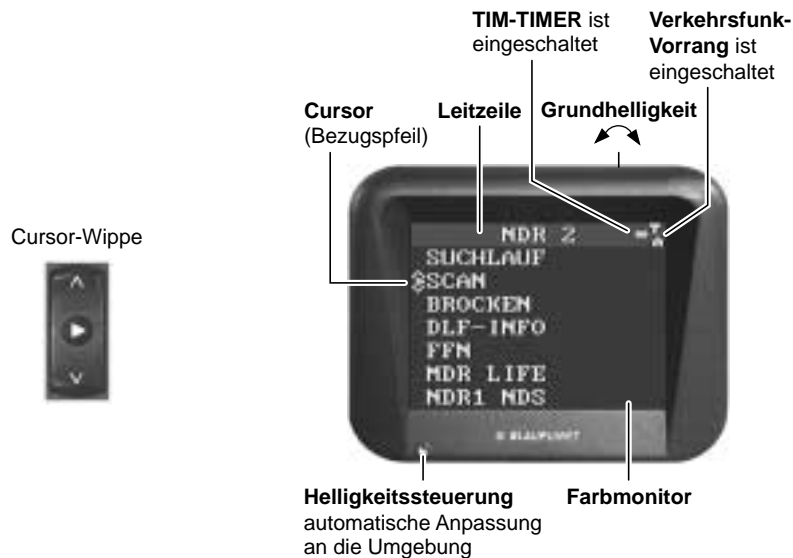 TIM-TIMER ist
eingeschaltet
Verkehrsfunk-
Vorrang ist
eingeschaltet
Cursor
(Bezugspfeil)
Leitzeile
Grundhelligkeit
Cursor-Wippe
NDR 2
SUCHLAUF
SCAN
BROCKEN
DLF-INFO
FFN
MDR LIFE
NDR1 NDS
BLAUPUNKT
Helligkeitssteuerung
automatische Anpassung
an die Umgebung
Farbmonitor